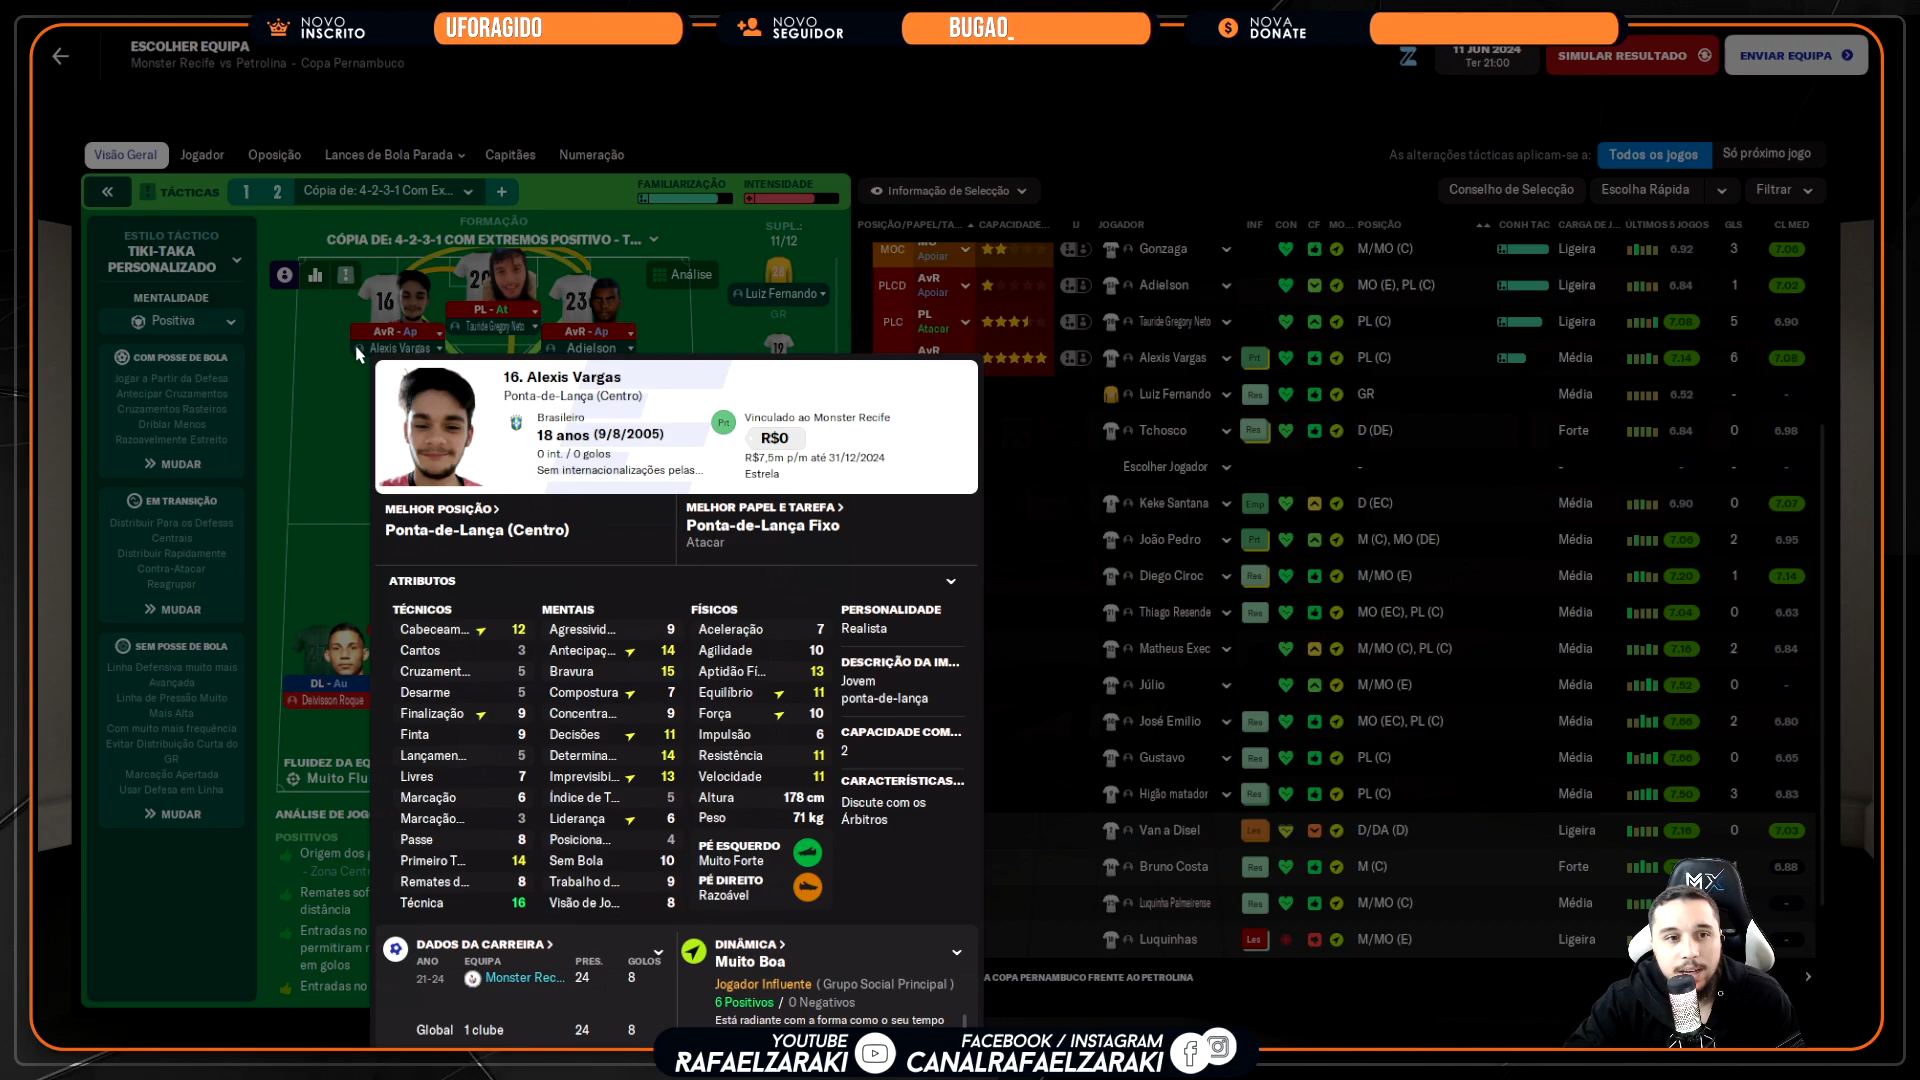 NOVO INSCRITO
UFORAGIDO
NOVO SEGUIDOR
BUGAO_
NOVA DONATE
ESCOLHER EQUIPA
Monster Recife vs Petrolina - Copa Pernambuco
11 JUN 2024
Ter 21:00
SIMULAR RESULTADO
ENVIAR EQUIPA
Visão Geral
Jogador
Oposição
Lances de Bola Parada
Capitães
Numeração
As alterações tácticas aplicam-se a:
Todos os jogos
Só próximo jogo
TÁCTICAS
1 2
Cópia de: 4-2-3-1 Com Ex...
FAMILIARIZAÇÃO
INTENSIDADE
Informação de Selecção
Conselho de Selecção
Escolha Rápida
Filtrar
ESTILO TÁCTICO
TIKI-TAKA
PERSONALIZADO
MENTALIDADE
Positiva
COM POSSE DE BOLA
Jogar a Partir da Defesa
Antecipar Cruzamentos
Cruzamentos Rasteiros
Driblar Menos
Razoavelmente Estreito
MUDAR
EM TRANSIÇÃO
Distribuir Para os Defesas
Centrais
Distribuir Rapidamente
Contra-Atacar
Reagrupar
MUDAR
SEM POSSE DE BOLA
Linha Defensiva muito mais
Avançada
Linha de Pressão Muito
Mais Alta
Com muito mais frequência
Evitar Distribuição Curta do
GR
Marcação Apertada
Usar Defesa em Linha
MUDAR
FORMAÇÃO
CÓPIA DE: 4-2-3-1 COM EXTREMOS POSITIVO - T...
SUPL.:
11/12
Análise
28
Luiz Fernando
GR
19
16
23
AvR - Ap
Alexis Vargas
PL - At
Tauride Gregory Neto
AvR - Ap
Adielson
DL - Au
Deivisson Roque
FLUIDEZ DA EQ
Muito Flu
ANÁLISE DE JOG
POSITIVOS
Origem dos g
- Zona Cent
Remates sof
distância
Entradas no
permitiram r
em golos
Entradas no
16. Alexis Vargas
Ponta-de-Lança (Centro)
Brasileiro
18 anos (9/8/2005)
0 int. / 0 golos
Sem internacionalizações pelas...
Prt
Vinculado ao Monster Recife
R$0
R$7,5m p/m até 31/12/2024
Estrela
MELHOR POSIÇÃO>
Ponta-de-Lança (Centro)
MELHOR PAPEL E TAREFA>
Ponta-de-Lança Fixo
Atacar
ATRIBUTOS
TÉCNICOS
Cabeceam... 12
Cantos 3
Cruzament... 5
Desarme 5
Finalização 9
Finta 9
Lançamen... 5
Livres 7
Marcação 6
Marcação... 3
Passe 8
Primeiro T... 14
Remates d... 8
Técnica 16
MENTAIS
Agressivid... 9
Antecipaç... 14
Bravura 15
Compostura 7
Concentra... 9
Decisões 11
Determina... 14
Imprevisibi... 13
Índice de T... 5
Liderança 6
Posiciona... 4
Sem Bola 10
Trabalho d... 9
Visão de Jo... 8
FÍSICOS
Aceleração 7
Agilidade 10
Aptidão Fí... 13
Equilíbrio 11
Força 10
Impulsão 6
Resistência 11
Velocidade 11
Altura 178 cm
Peso 71 kg
PÉ ESQUERDO
Muito Forte
PÉ DIREITO
Razoável
PERSONALIDADE
Realista
DESCRIÇÃO DA IM...
Jovem
ponta-de-lança
CAPACIDADE COM...
2
CARACTERÍSTICAS...
Discute com os
Árbitros
DADOS DA CARREIRA>
ANO EQUIPA PRES. GOLOS
21-24 Monster Rec... 24 8
Global 1 clube 24 8
DINÂMICA>
Muito Boa
Jogador Influente ( Grupo Social Principal )
6 Positivos / 0 Negativos
Está radiante com a forma como o seu tempo
POSIÇÃO/PAPEL/TA... CAPACIDADE... IJ JOGADOR INF CON CF MO... POSIÇÃO CONH TAC CARGA DE J... ÚLTIMOS 5 JOGOS GLS CL MED
MOC Apoiar Gonzaga M/MO (C) Ligeira 6.92 3 7.06
PLCD AvR Apoiar Adielson MO (E), PL (C) Ligeira 6.84 1 7.02
PLC PL Atacar Tauride Gregory Neto PL (C) Ligeira 7.08 5 6.90
AvR Alexis Vargas Prt PL (C) Média 7.14 6 7.08
Luiz Fernando Res GR Média 6.52 - -
Tchosco Res D (DE) Forte 6.84 0 6.98
Escolher Jogador - - - - -
Keke Santana Emp D (EC) Média 6.90 0 7.07
João Pedro Prt M (C), MO (DE) Média 7.06 2 6.95
Diego Ciroc Res M/MO (E) Média 7.20 1 7.14
Thiago Resende Res MO (EC), PL (C) Média 7.04 0 6.63
Matheus Exec M/MO (C), PL (C) Média 7.16 2 6.84
Júlio M/MO (E) Média 7.52 0 -
José Emilio Res MO (EC), PL (C) Média 7.66 2 6.80
Gustavo Res PL (C) Média 7.66 0 6.65
Higão matador Res PL (C) Média 7.50 3 6.83
Van a Disel Les D/DA (D) Ligeira 7.16 0 7.03
Bruno Costa Res M (C) Forte 6.88
Luquinha Palmeirense Res M/MO (C) Média -
Luquinhas Les M/MO (E) Ligeira -
A COPA PERNAMBUCO FRENTE AO PETROLINA
MX
YOUTUBE
RAFAELZARAKI
FACEBOOK / INSTAGRAM
CANALRAFAELZARAKI